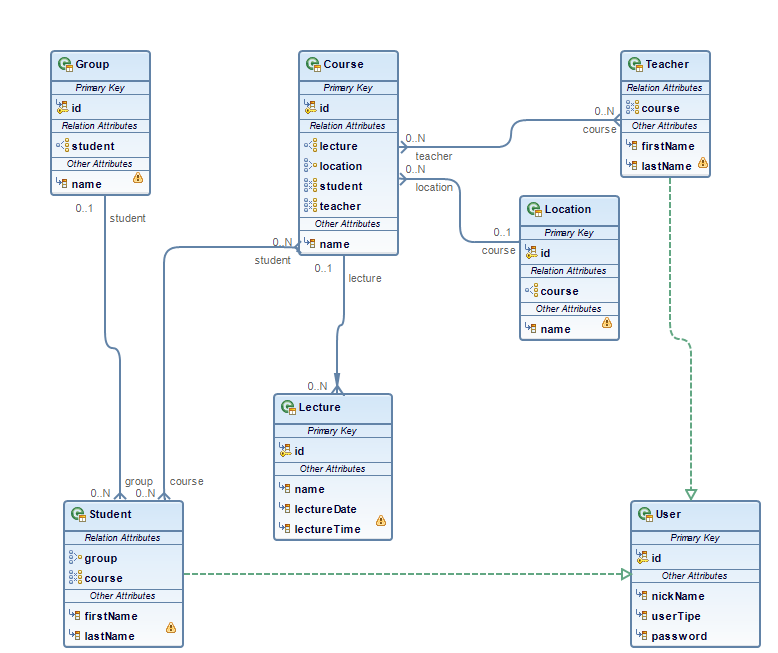 Group
Primary Key
id
Relation Attributes
student
Other Attributes
name
0..1
student
Course
Primary Key
id
Relation Attributes
lecture
location
student
teacher
Other Attributes
name
0..N
teacher
0..N
location
0..N
student
0..1
lecture
Teacher
Relation Attributes
course
Other Attributes
firstName
lastName
0..N
course
Location
Primary Key
id
Relation Attributes
course
Other Attributes
name
0..1
course
0..N
Lecture
Primary Key
id
Other Attributes
name
lectureDate
lectureTime
group
0..N
0..N
course
Student
Relation Attributes
group
course
Other Attributes
firstName
lastName
User
Primary Key
id
Other Attributes
nickName
userTipe
password